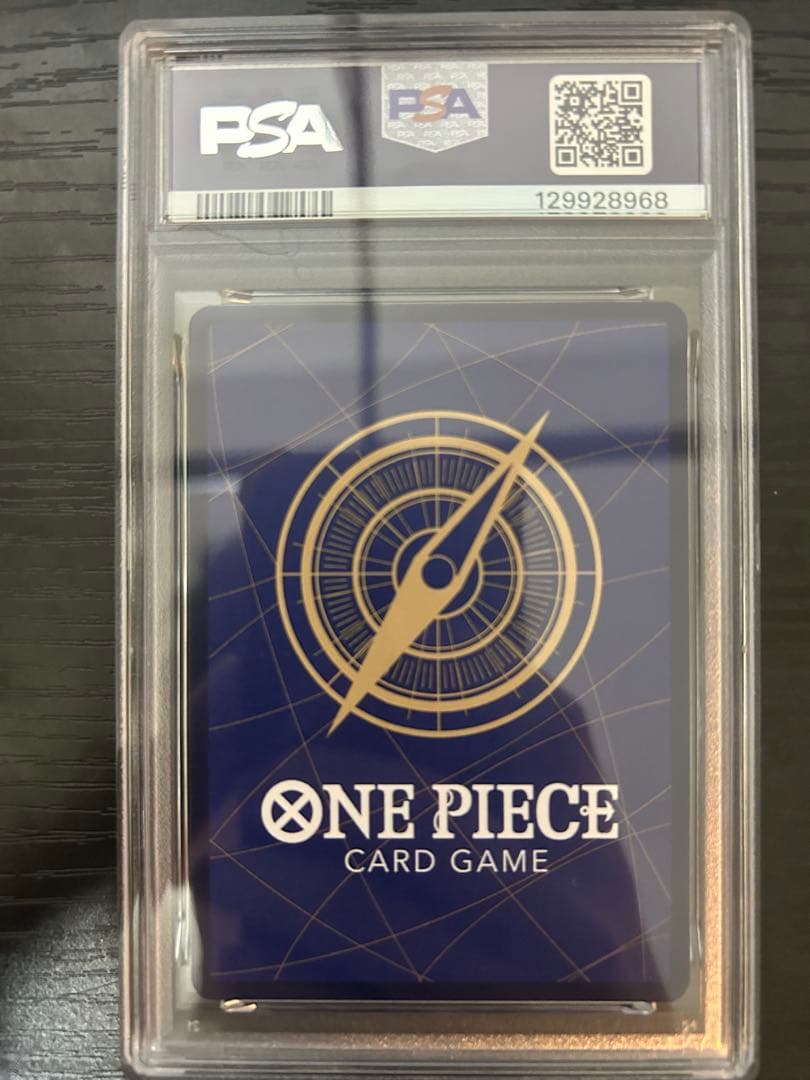 PSA
PSA
129928968
ONE PIECE
CARD GAME